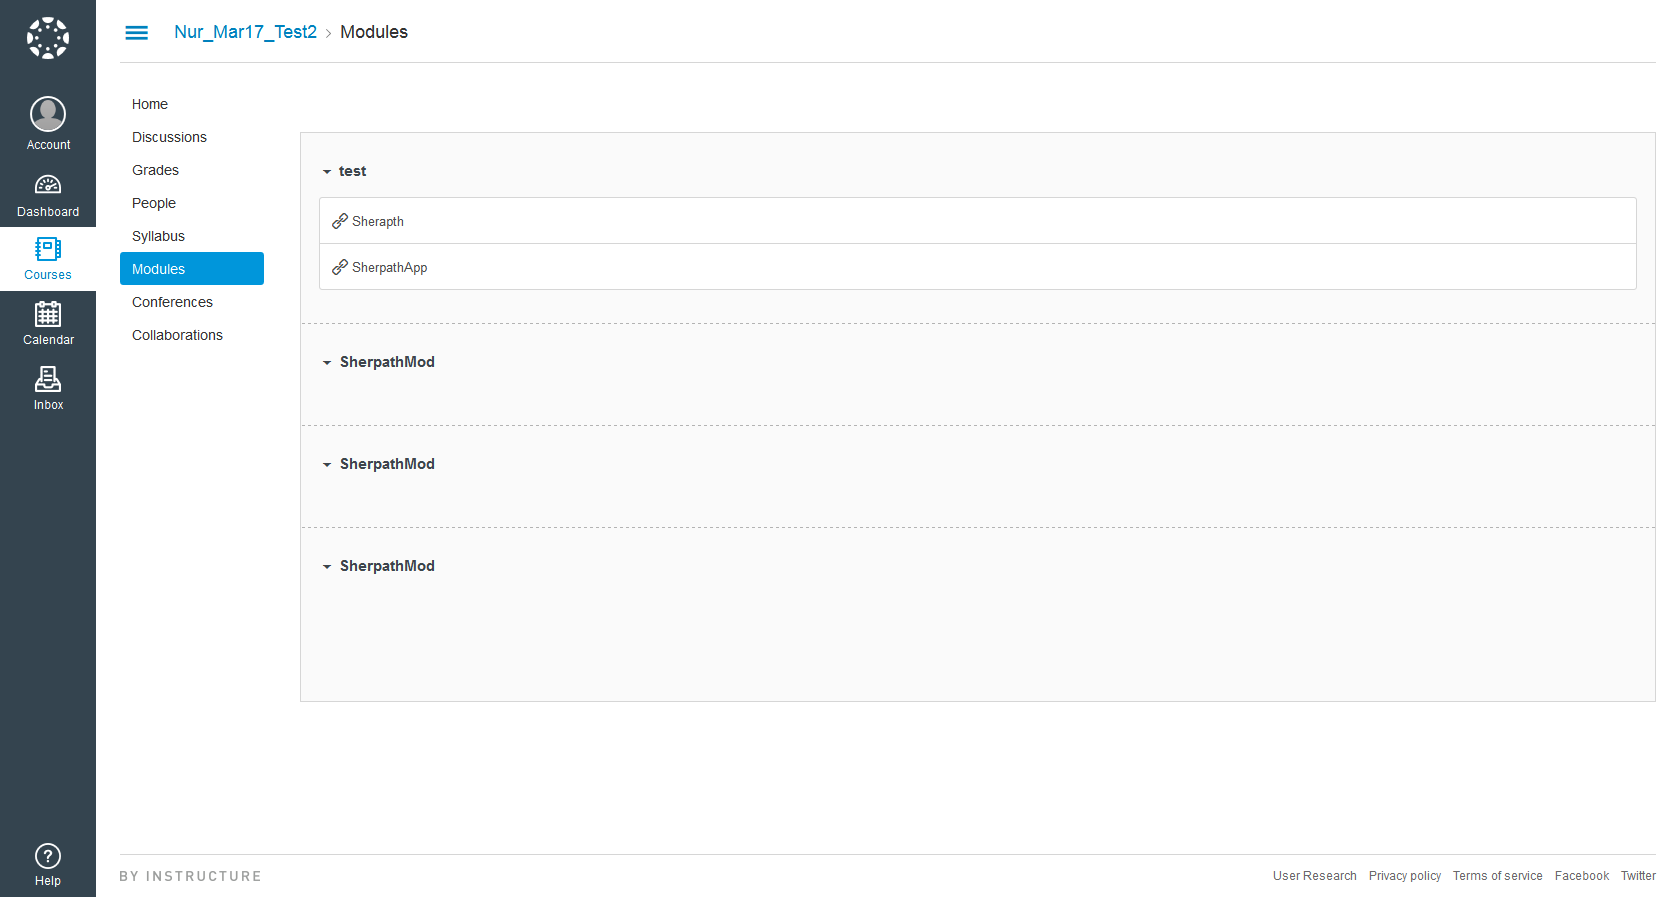 Nur_Mar17_Test2 > Modules
Account
Dashboard
Courses
Calendar
Inbox
Help
Home
Discussions
Grades
People
Syllabus
Modules
Conferences
Collaborations
test
Sherapth
SherpathApp
SherpathMod
SherpathMod
SherpathMod
BY INSTRUCTURE
User Research Privacy policy Terms of service Facebook Twitter